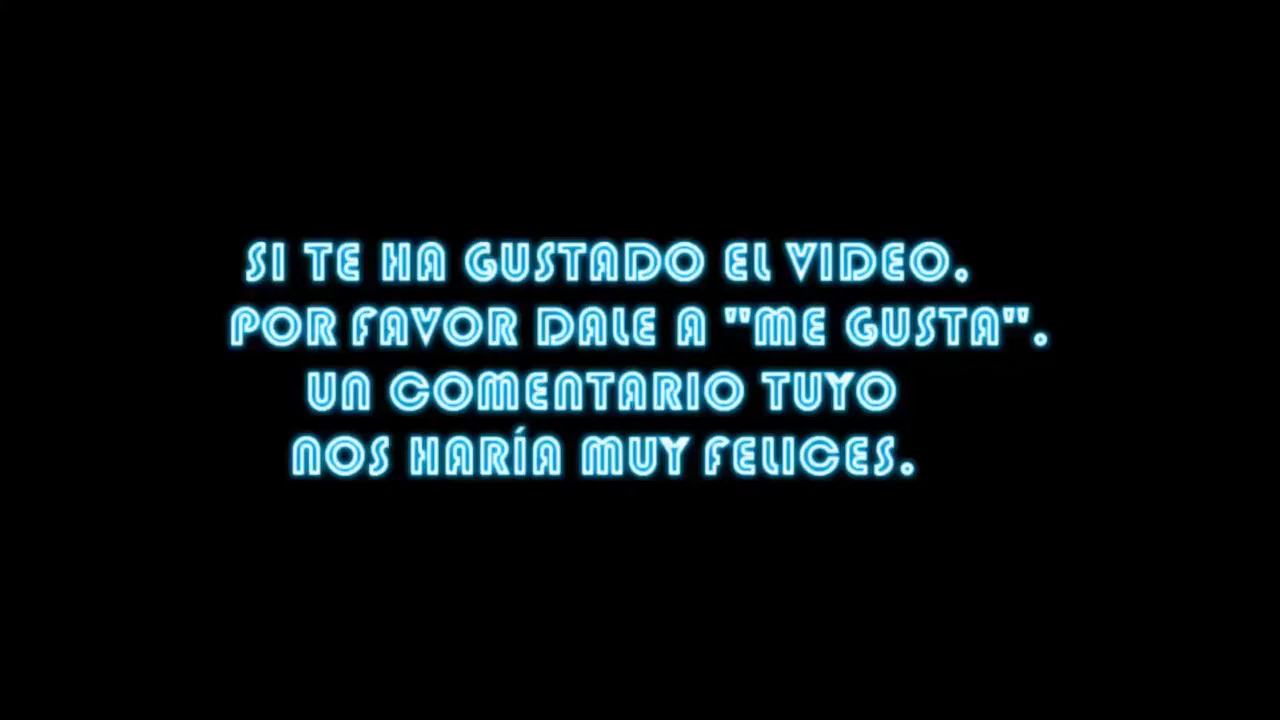 SI TE HA GUSTADO EL VIDEO,
POR FAVOR DALE A "ME GUSTA".
UN COMENTARIO TUYO
NOS HARÍA MUY FELICES.